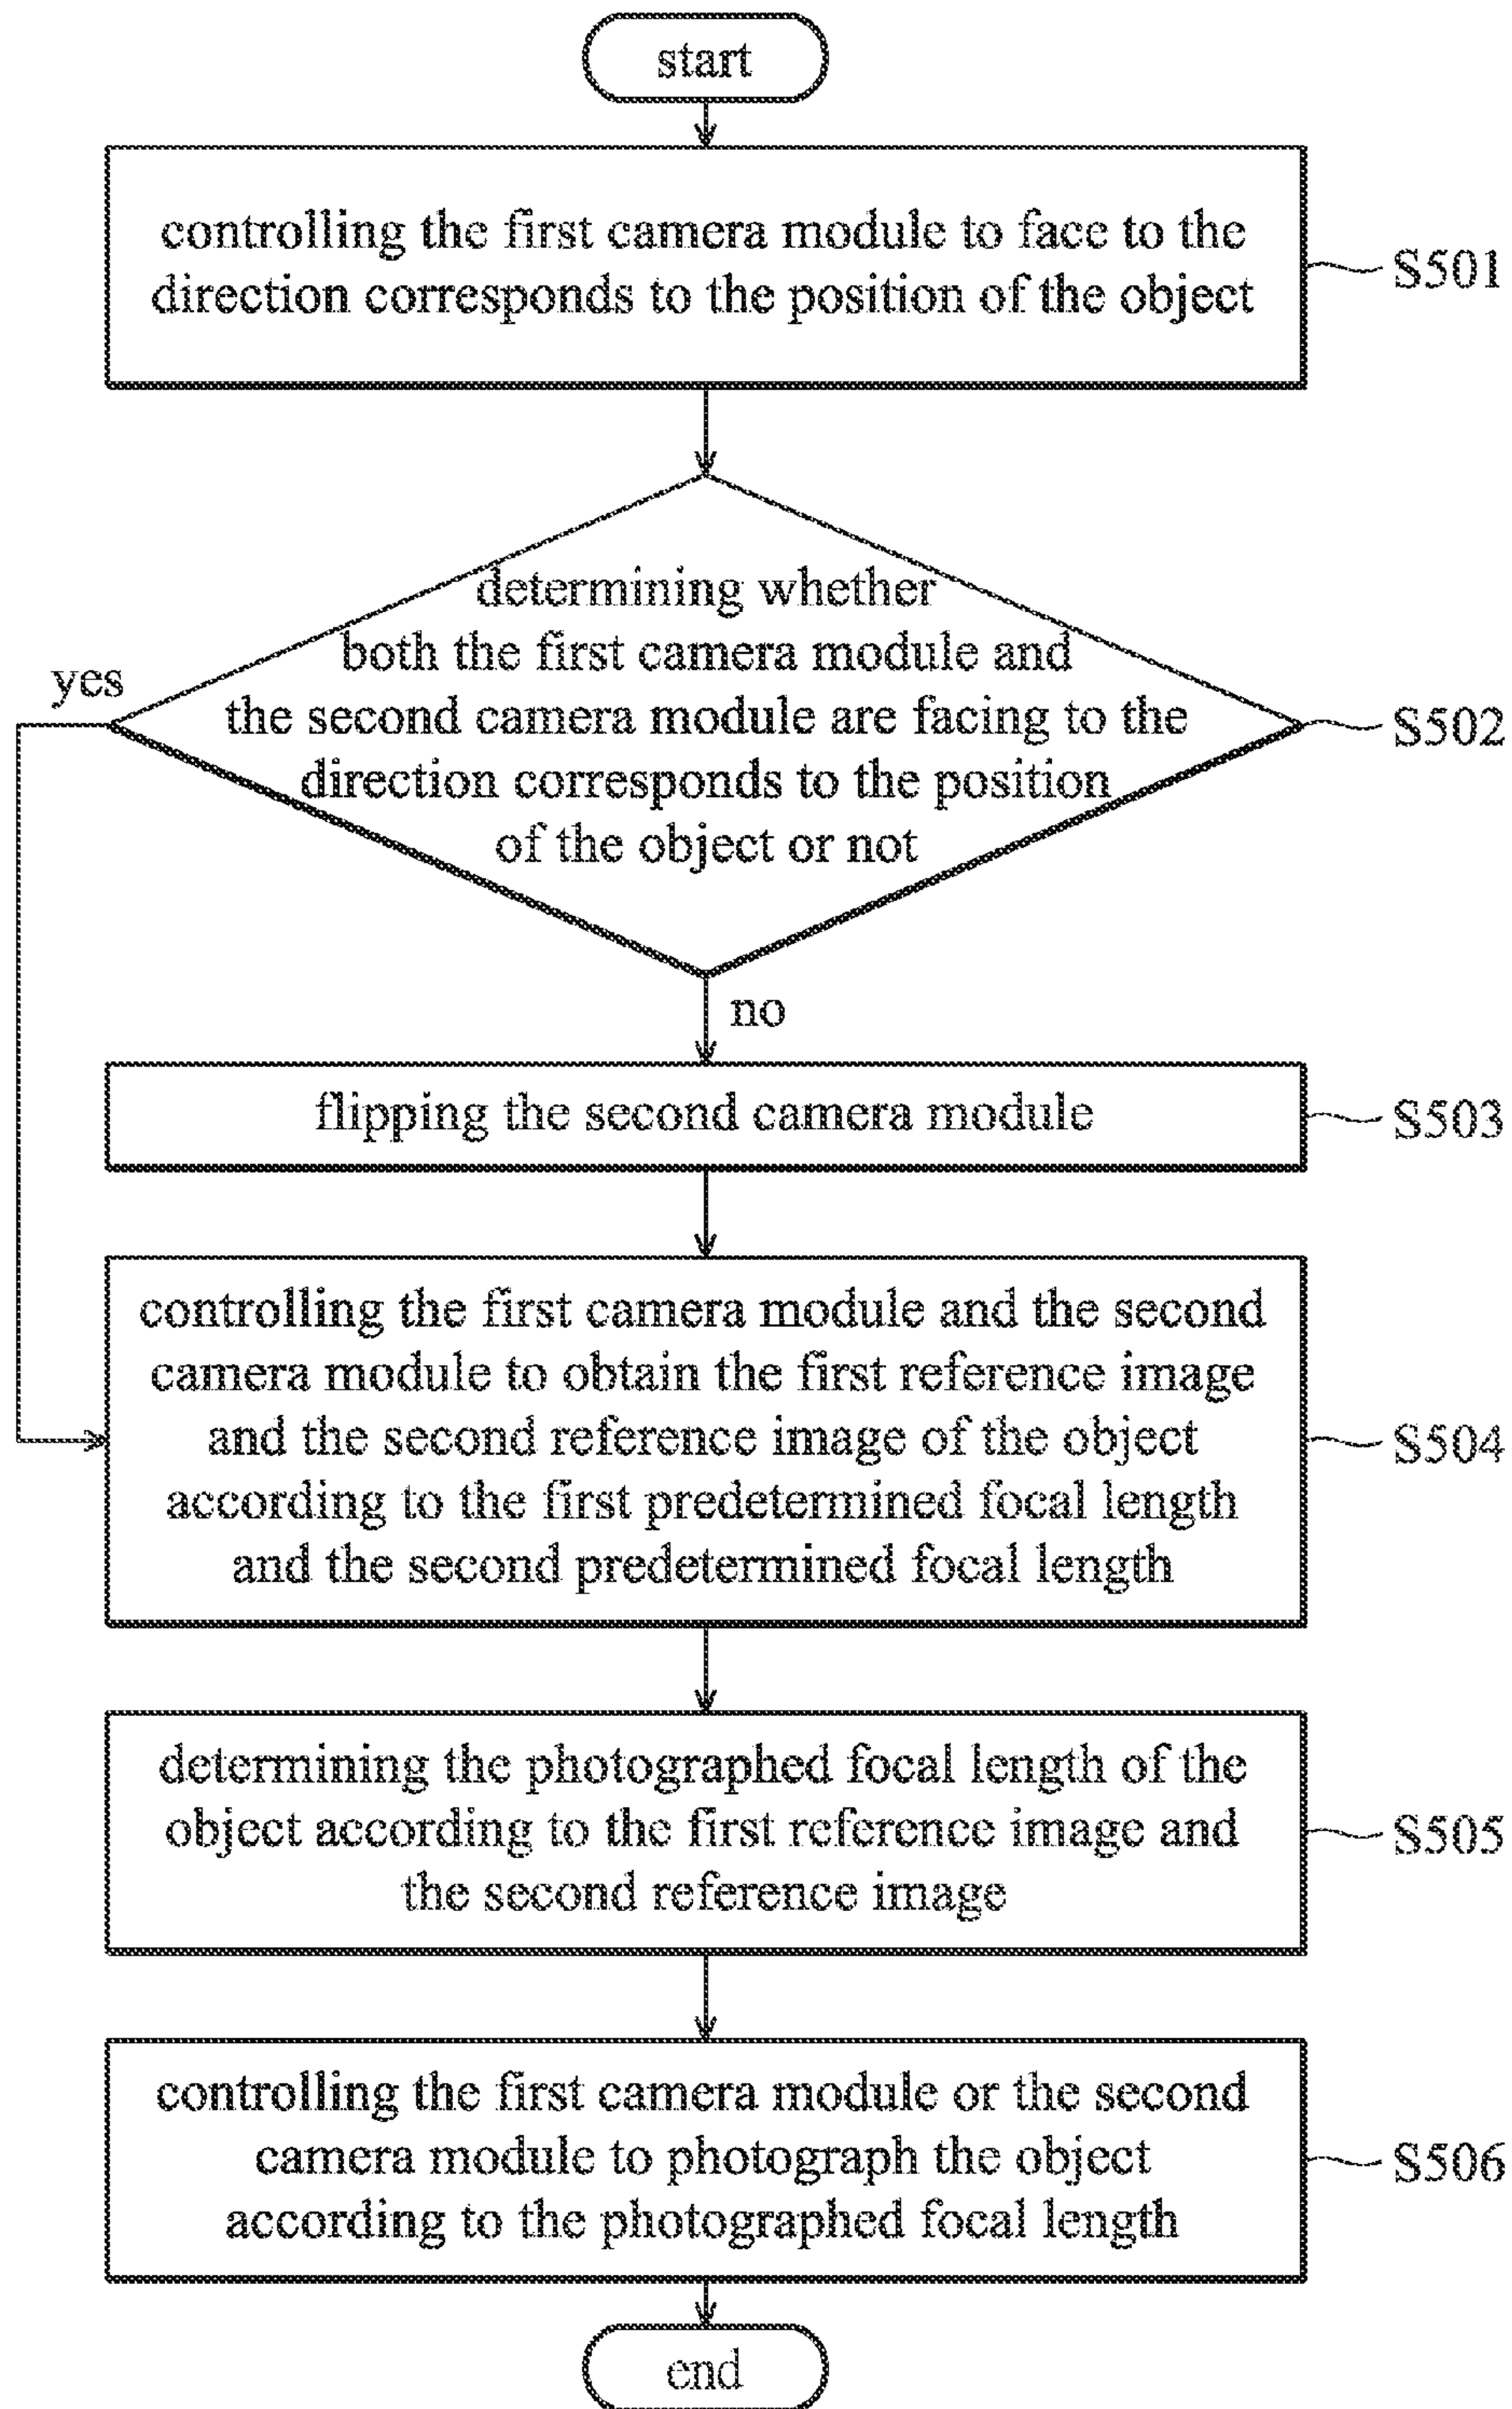 start
controlling the first camera module to face to the
direction corresponds to the position of the object
S501
determining whether
both the first camera module and
the second camera module are facing to the
direction corresponds to the position
of the object or not
yes
S502
no
flipping the second camera module
S503
controlling the first camera module and the second
camera module to obtain the first reference image
and the second reference image of the object
according to the first predetermined focal length
and the second predetermined focal length
S504
determining the photographed focal length of the
object according to the first reference image and
the second reference image
S505
controlling the first camera module or the second
camera module to photograph the object
according to the photographed focal length
S506
end